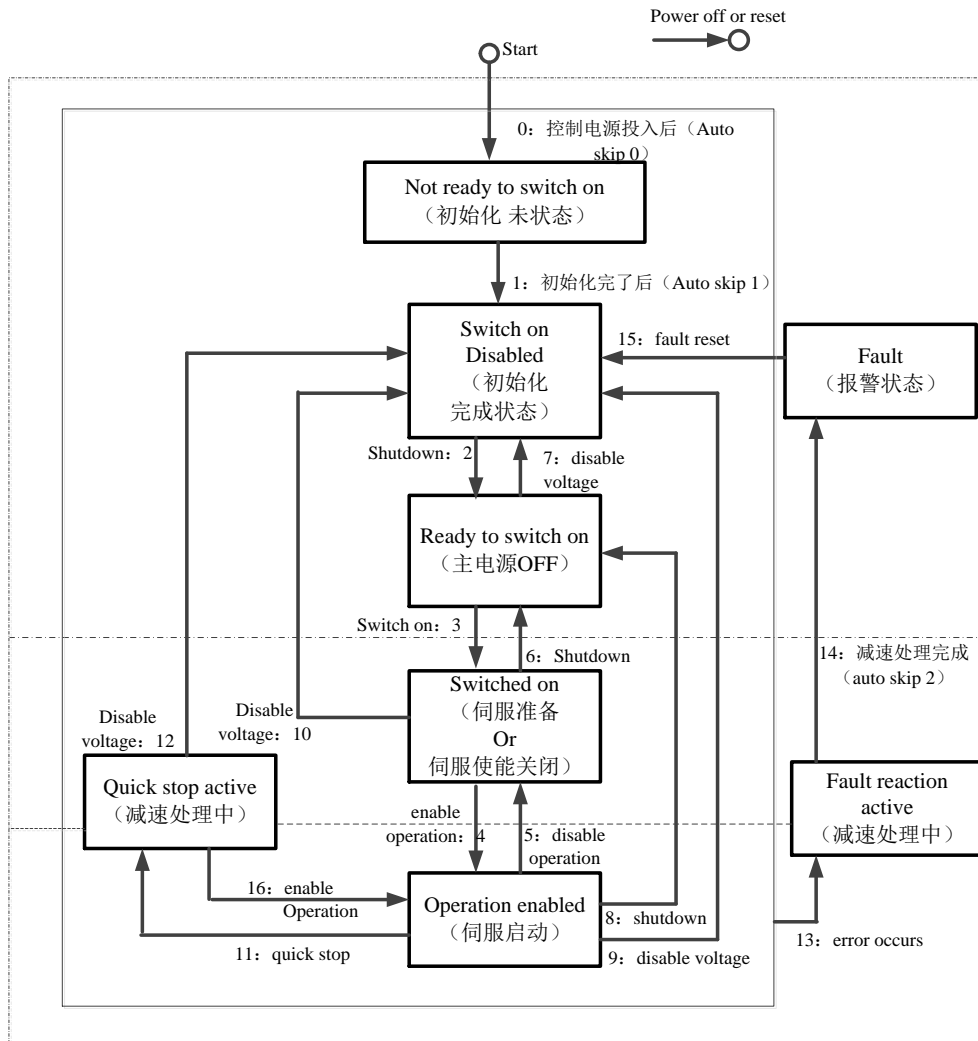 Power off or reset
Start
0：控制电源投入后（Auto
skip 0）
Not ready to switch on
（初始化 未状态）
1：初始化完了后（Auto skip 1）
Switch on
Disabled
（初始化
完成状态）
15：fault reset
Fault
（报警状态）
Shutdown：2
7：disable
voltage
Ready to switch on
（主电源OFF）
Switch on：3
6：Shutdown
14：减速处理完成
（auto skip 2）
Switched on
（伺服准备
Or
伺服使能关闭）
Disable
voltage：12
Disable
voltage：10
Quick stop active
（减速处理中）
Fault reaction
active
（减速处理中）
enable
operation：4
5：disable
operation
16：enable
Operation
Operation enabled
（伺服启动）
8：shutdown
11：quick stop
9：disable voltage
13：error occurs